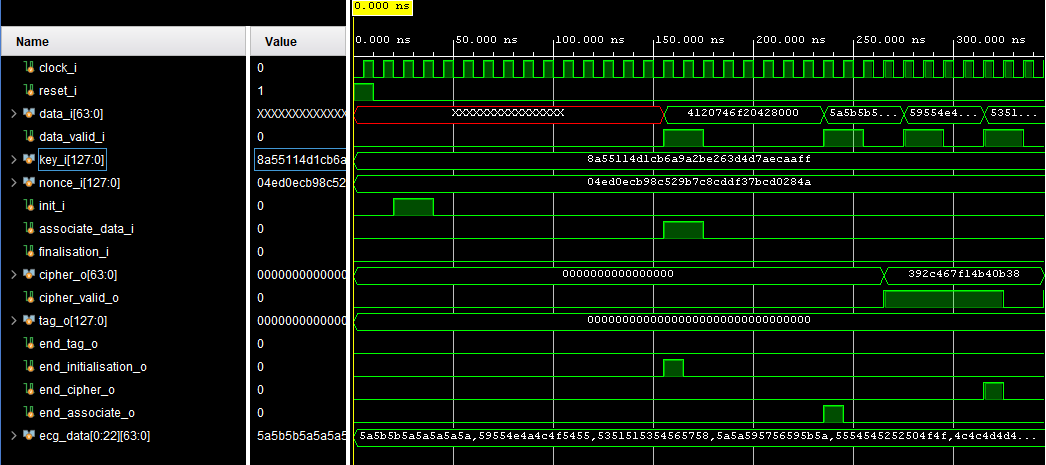 0.000 ns
Name Value
0.000 ns 50.000 ns 100.000 ns 150.000 ns 200.000 ns 250.000 ns 300.000 ns
clock_i 0
reset_i 1
data_i[63:0] XXXXXXXXXXXXX XXXXXXXXXXXXXXXX 4120746f20428000 5a5b5b5... 59554e4... 5351...
data_valid_i 0
key_i[127:0] 8a55114d1cb6a 8a55114d1cb6a9a2be263d4d7aecaaff
nonce_i[127:0] 04ed0ecb98c529 04ed0ecb98c529b7c8cddf37bcd0284a
init_i 0
associate_data_i 0
finalisation_i 0
cipher_o[63:0] 0000000000000 0000000000000000 392c467f14b40b38
cipher_valid_o 0
tag_o[127:0] 0000000000000 00000000000000000000000000000000
end_tag_o 0
end_initialisation_o 0
end_cipher_o 0
end_associate_o 0
ecg_data[0:22][63:0] 5a5b5b5a5a5a5 5a5b5b5a5a5a5a5a,59554e4a4c4f5455,5351515354565758,5a5a595756595b5a,5554545252504f4f,4c4c4d4d4...